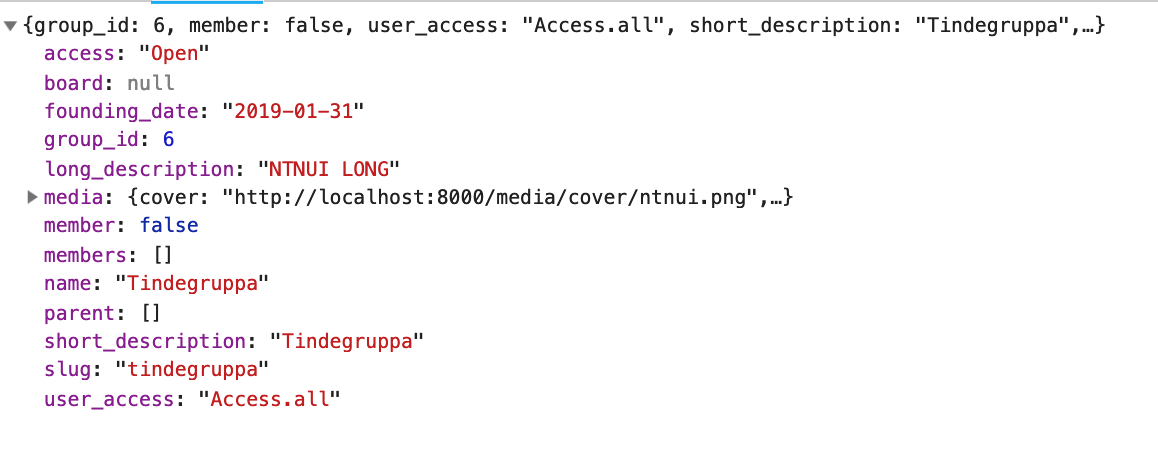 {group_id: 6, member: false, user_access: "Access.all", short_description: "Tindegruppa",…}
access: "Open"
board: null
founding_date: "2019-01-31"
group_id: 6
long_description: "NTNUI LONG"
media: {cover: "http://localhost:8000/media/cover/ntnui.png",…}
member: false
members: []
name: "Tindegruppa"
parent: []
short_description: "Tindegruppa"
slug: "tindegruppa"
user_access: "Access.all"